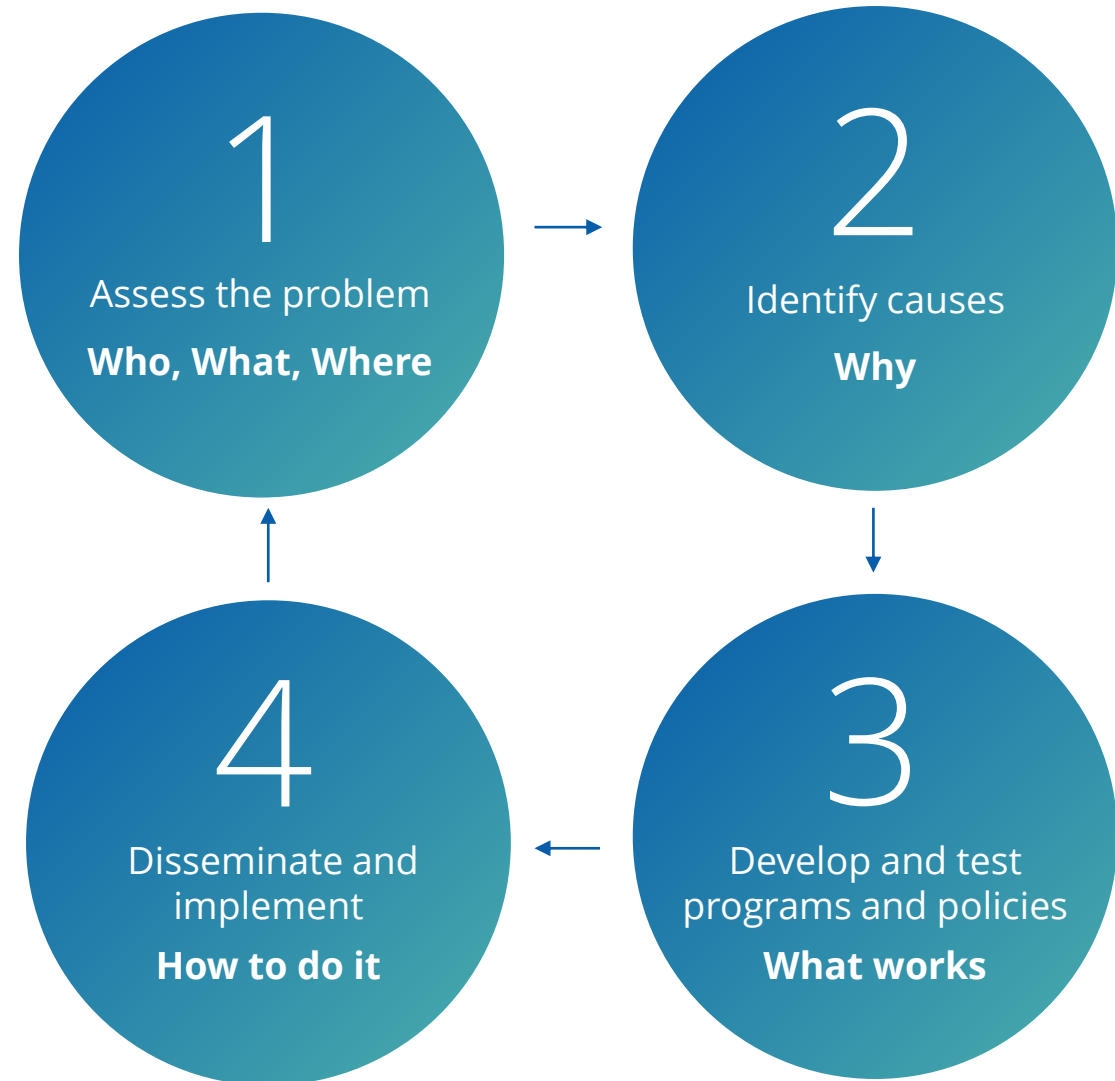 1
Assess the problem
Who, What, Where
2
Identify causes
Why
3
Develop and test
programs and policies
What works
4
Disseminate and
implement
How to do it